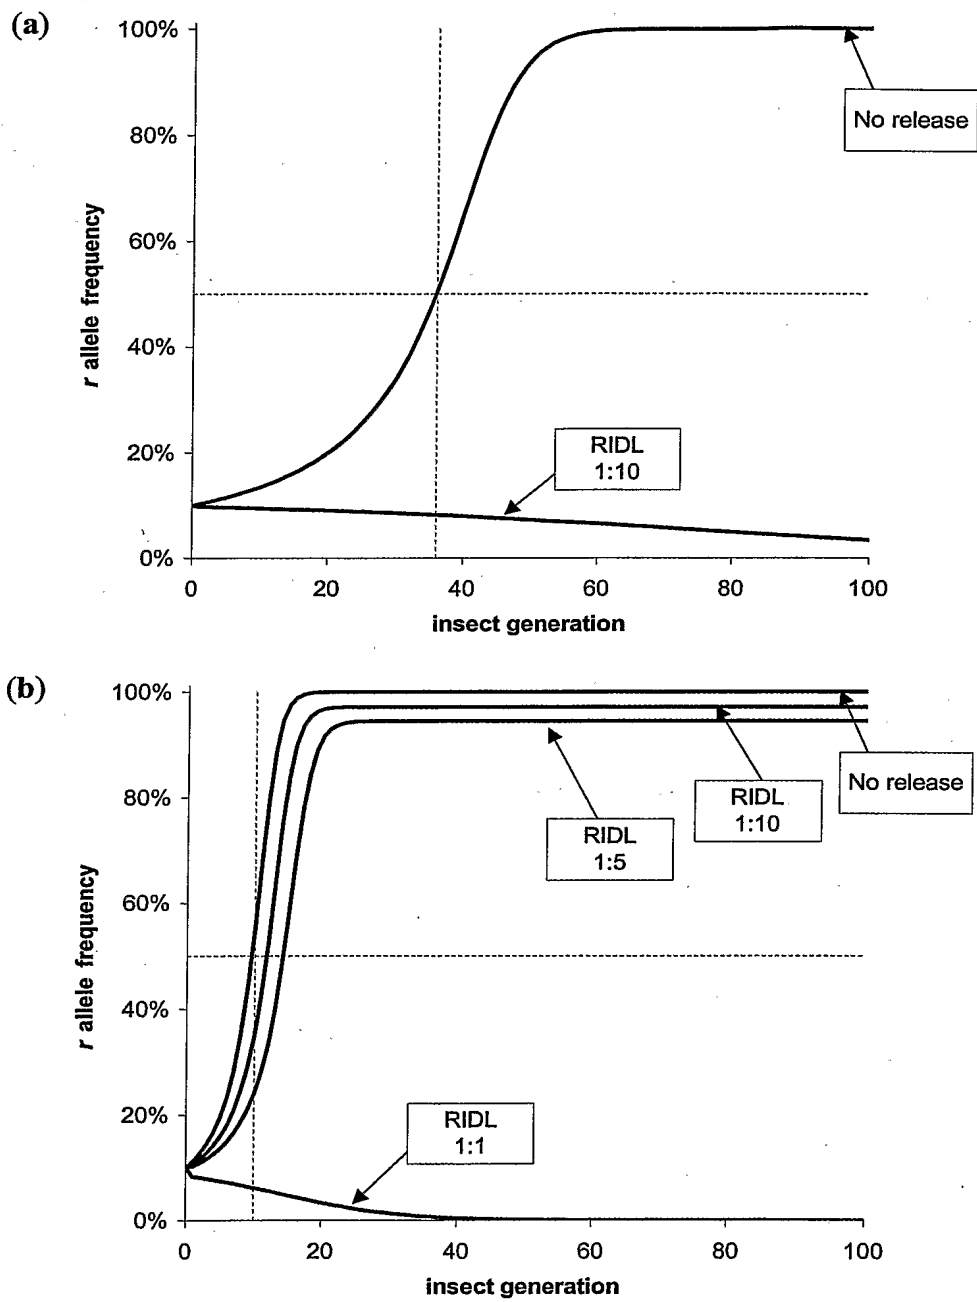 (a)
100%
80%
60%
40%
20%
0%
r allele frequency
No release
RIDL
1:10
0
20
40
60
80
100
insect generation
(b)
100%
80%
60%
40%
20%
0%
r allele frequency
No release
RIDL
1:10
RIDL
1:5
RIDL
1:1
0
20
40
60
80
100
insect generation